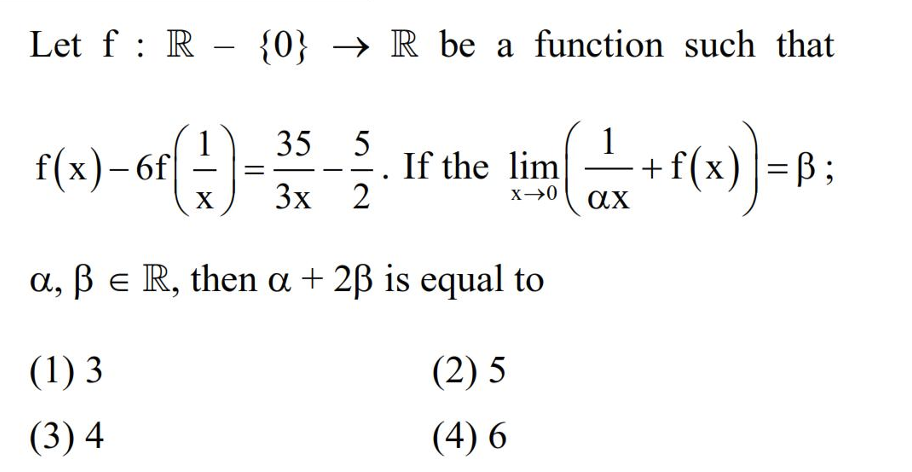 Let f : ℝ – {0} → ℝ be a function such that
f(x)–6f(1/x) = 35/3x – 5/2. If the lim x→0 (1/αx + f(x)) = β ;
α, β ∈ ℝ, then α + 2β is equal to
(1) 3 (2) 5
(3) 4 (4) 6